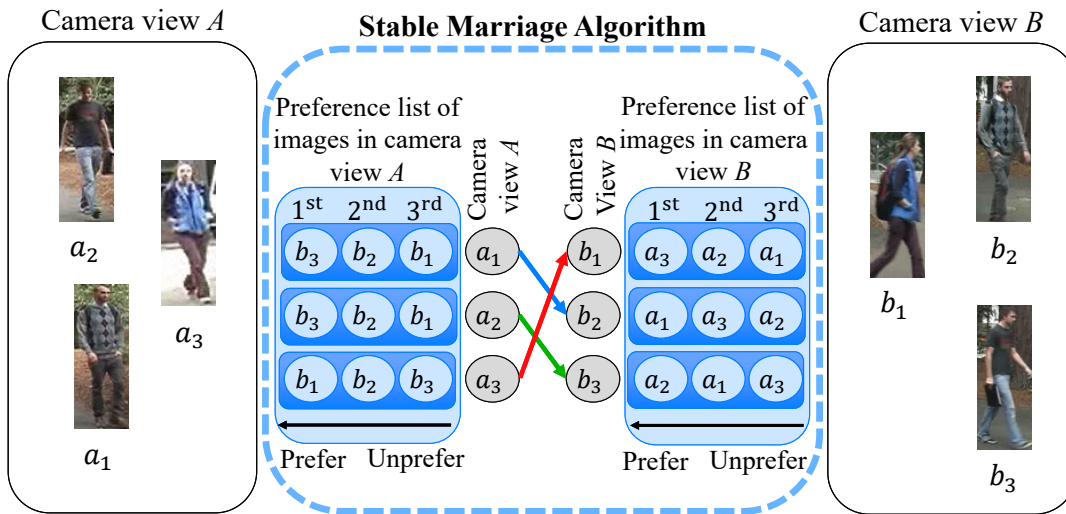 Camera view A
a₂
a₃
a₁
Stable Marriage Algorithm
Preference list of
images in camera
view A
1ˢᵗ 2ⁿᵈ 3ʳᵈ
b₃ b₂ b₁
b₃ b₂ b₁
b₁ b₂ b₃
Prefer Unprefer
Camera
view A
a₁
a₂
a₃
Camera
View B
b₁
b₂
b₃
Preference list of
images in camera
view B
1ˢᵗ 2ⁿᵈ 3ʳᵈ
a₃ a₂ a₁
a₁ a₃ a₂
a₂ a₁ a₃
Prefer Unprefer
Camera view B
b₂
b₁
b₃